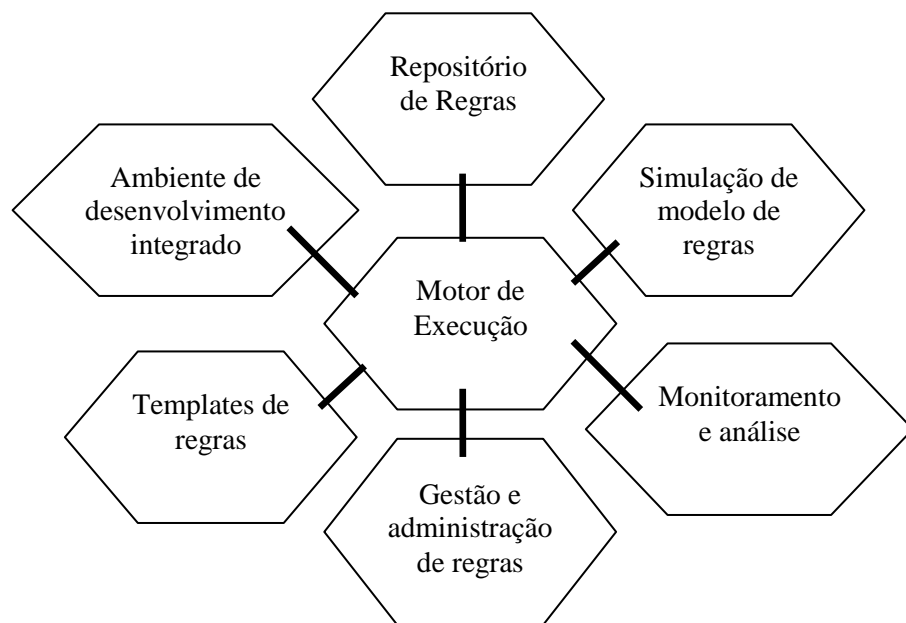 Repositório
de Regras
Ambiente de
desenvolvimento
integrado
Simulação de
modelo de
regras
Motor de
Execução
Templates de
regras
Monitoramento
e análise
Gestão e
administração
de regras